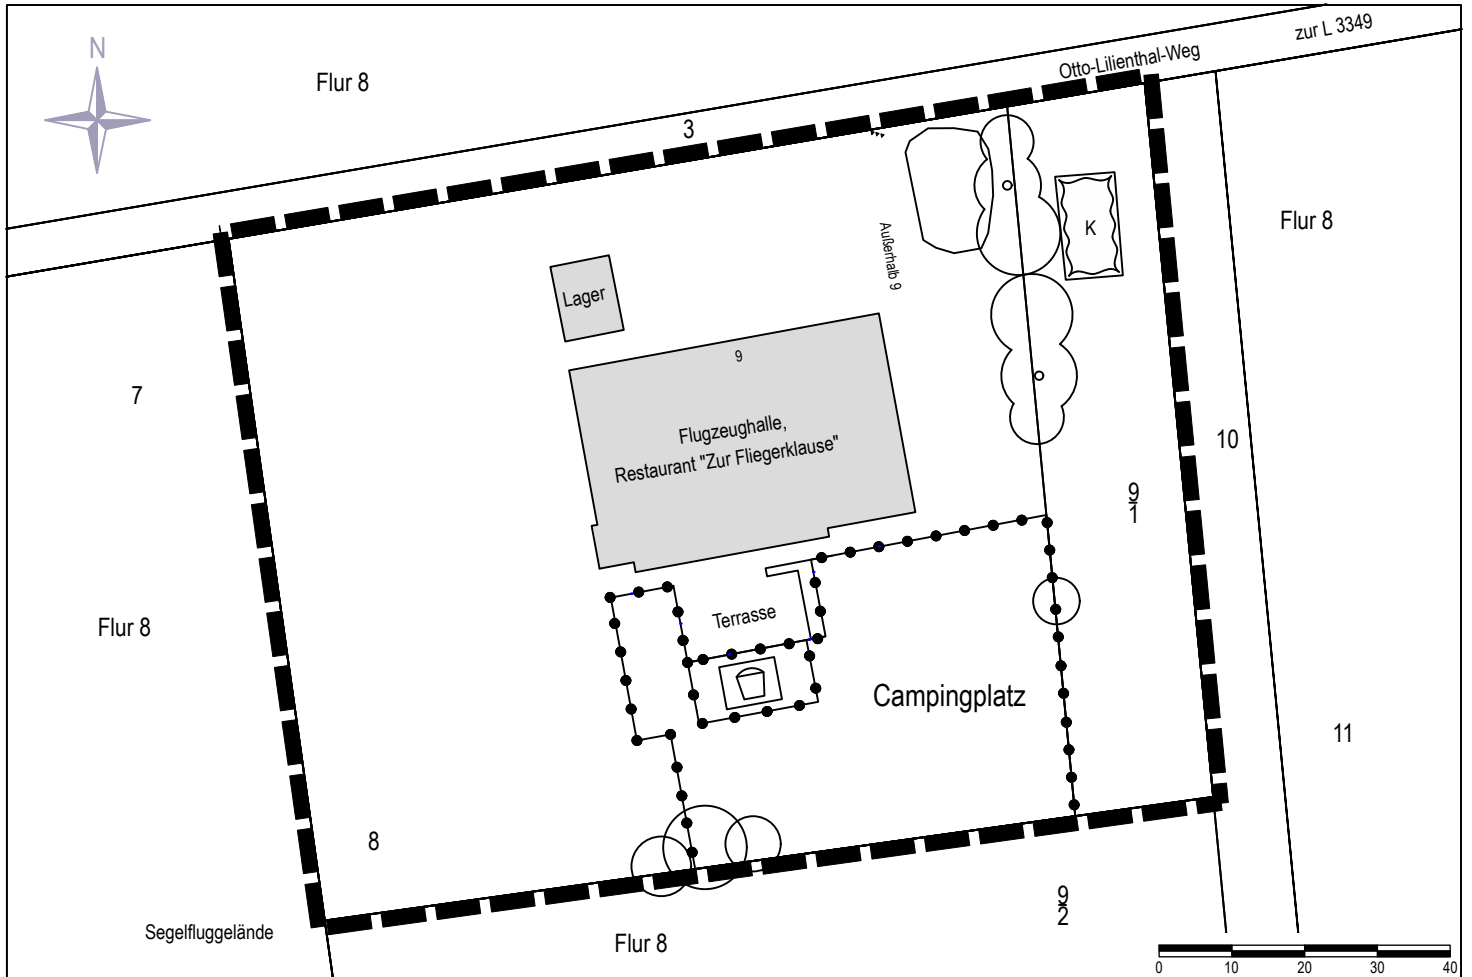 zur L 3349
N
Otto-Lilienthal-Weg
Flur 8
3
Flur 8
K
Außerhalb 9
Lager
9
7
Flugzeughalle,
Restaurant "Zur Fliegerklause"
10
9
1
Terrasse
Flur 8
Campingplatz
11
8
9
2
Segelfluggelände
Flur 8
0 10 20 30 40